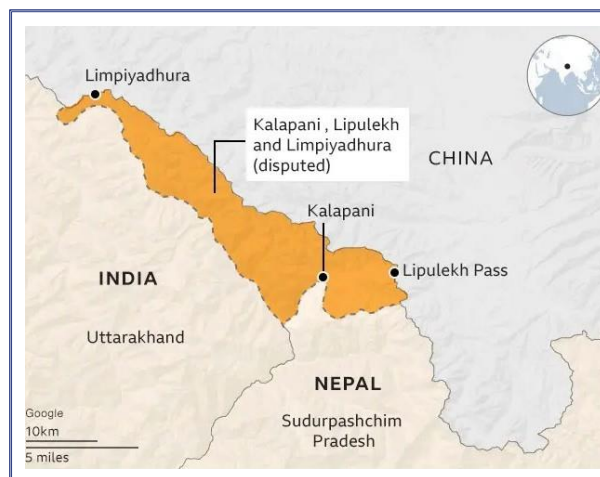 Limpiyadhura
Kalapani , Lipulekh
and Limpiyadhura
(disputed)
CHINA
Kalapani
Lipulekh Pass
INDIA
Uttarakhand
NEPAL
Sudurpashchim
Pradesh
Google
10km
5 miles